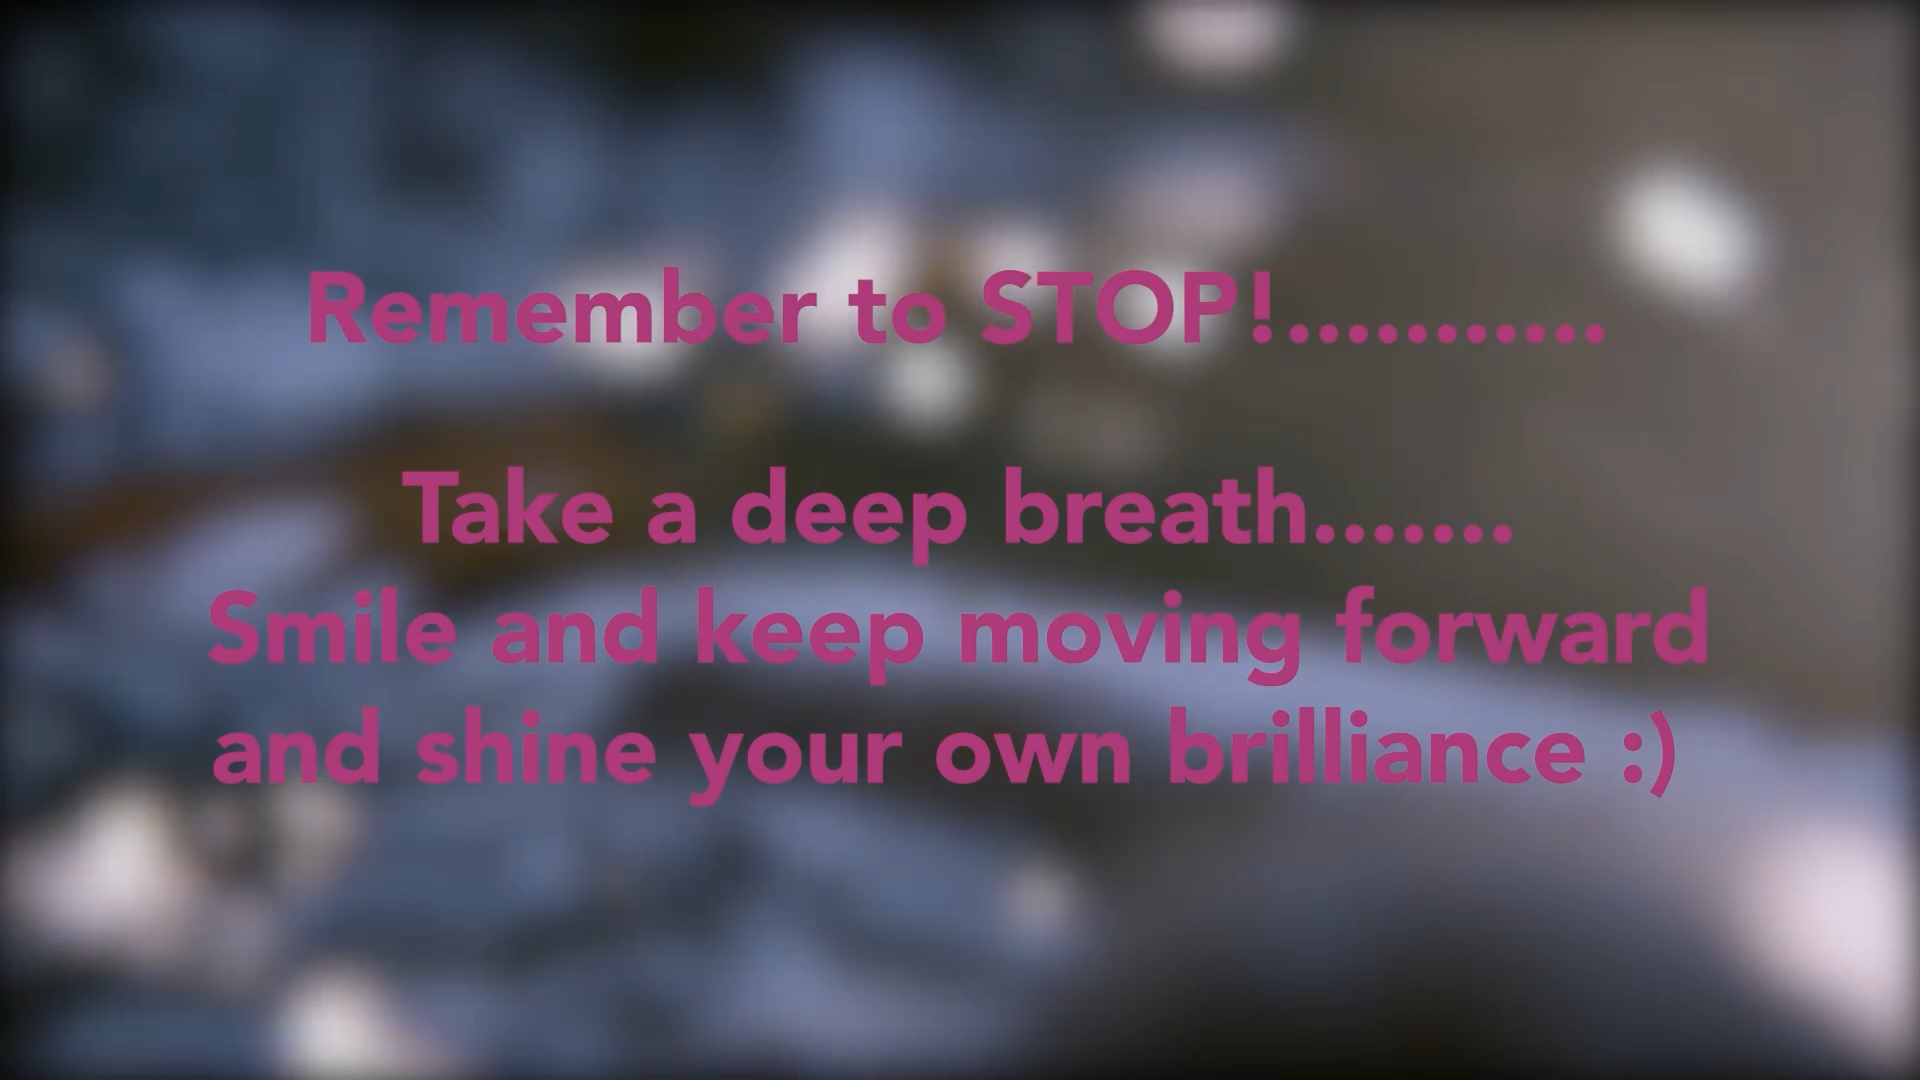 Remember to STOP!...........
Take a deep breath.......
Smile and keep moving forward
and shine your own brilliance :)